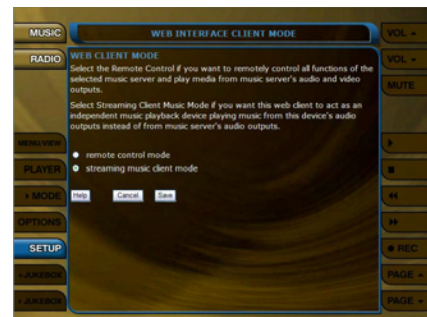 MUSIC
WEB INTERFACE CLIENT MODE
VOL
RADIO
WEB CLIENT MODE
Select the Remote Control if you want to remotely control all functions of the
selected music server and play media from music server's audio and video
outputs.
Select Streaming Client Music Mode if you want this web client to act as an
independent music playback device playing music from this device's audio
outputs instead of from music server's audio outputs.
remote control mode
streaming music client mode
Help
Cancel
Save
VOL
MUTE
MENU/VIEW
PLAYER
MODE
OPTIONS
SETUP
+JUKEBOX
- JUKEBOX
REC
PAGE
PAGE